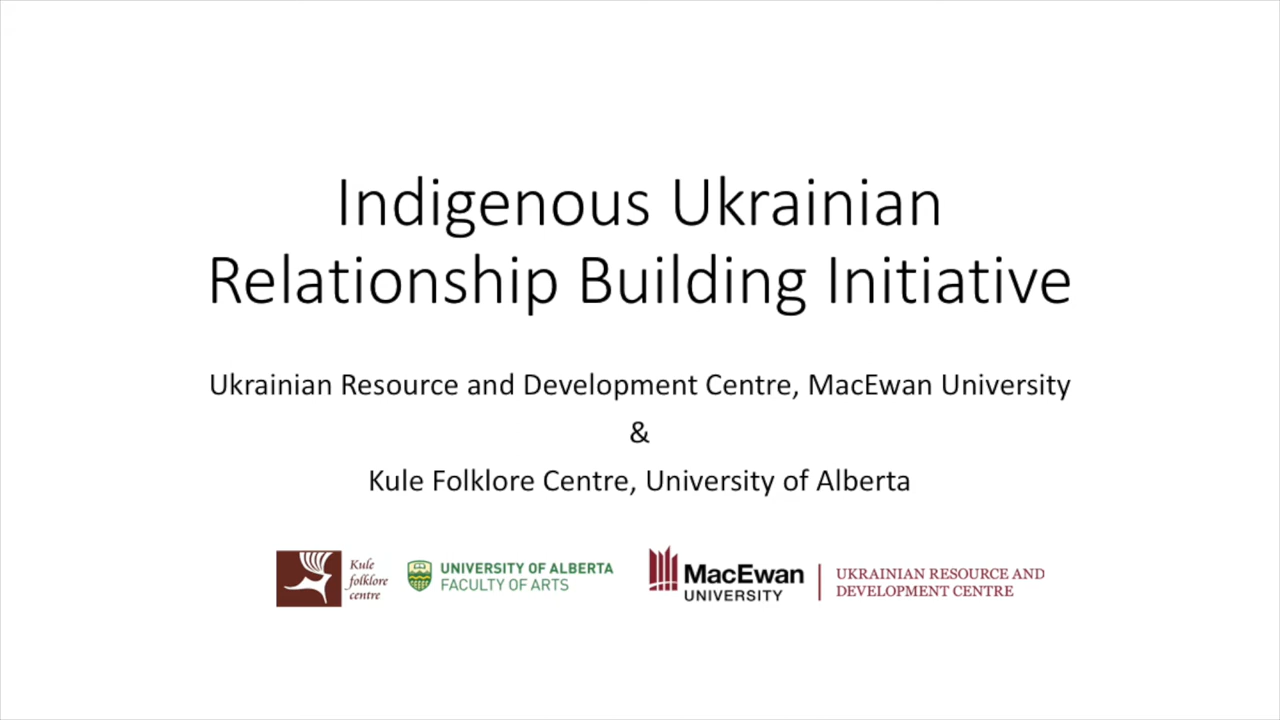 Indigenous Ukrainian
Relationship Building Initiative
Ukrainian Resource and Development Centre, MacEwan University
&
Kule Folklore Centre, University of Alberta
Kule
folklore
centre
UNIVERSITY OF ALBERTA
FACULTY OF ARTS
MacEwan
UNIVERSITY
UKRAINIAN RESOURCE AND
DEVELOPMENT CENTRE